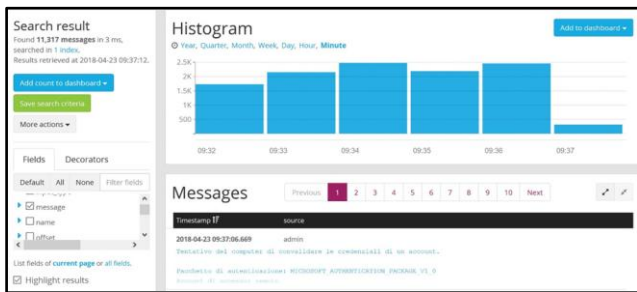 Search result
Found 11,317 messages in 3 ms,
searched in 1 index.
Results retrieved at 2018-04-23 09:37:12.
Add count to dashboard
Save search criteria
More actions
Fields Decorators
Default All None Filter fields
message
name
offset
List fields of current page or all fields.
Highlight results
Histogram
Add to dashboard
Year, Quarter, Month, Week, Day, Hour, Minute
2.5K
2K
1.5K
1K
500
09:32 09:33 09:34 09:35 09:36 09:37
Messages
Previous 1 2 3 4 5 6 7 8 9 10 Next
Timestamp source
2018-04-23 09:37:06.669 admin
Tentativo del computer di convalidare le credenziali di un account.
Pacchetto di autenticazione: MICROSOFT_AUTHENTICATION_PACKAGE_V1_0